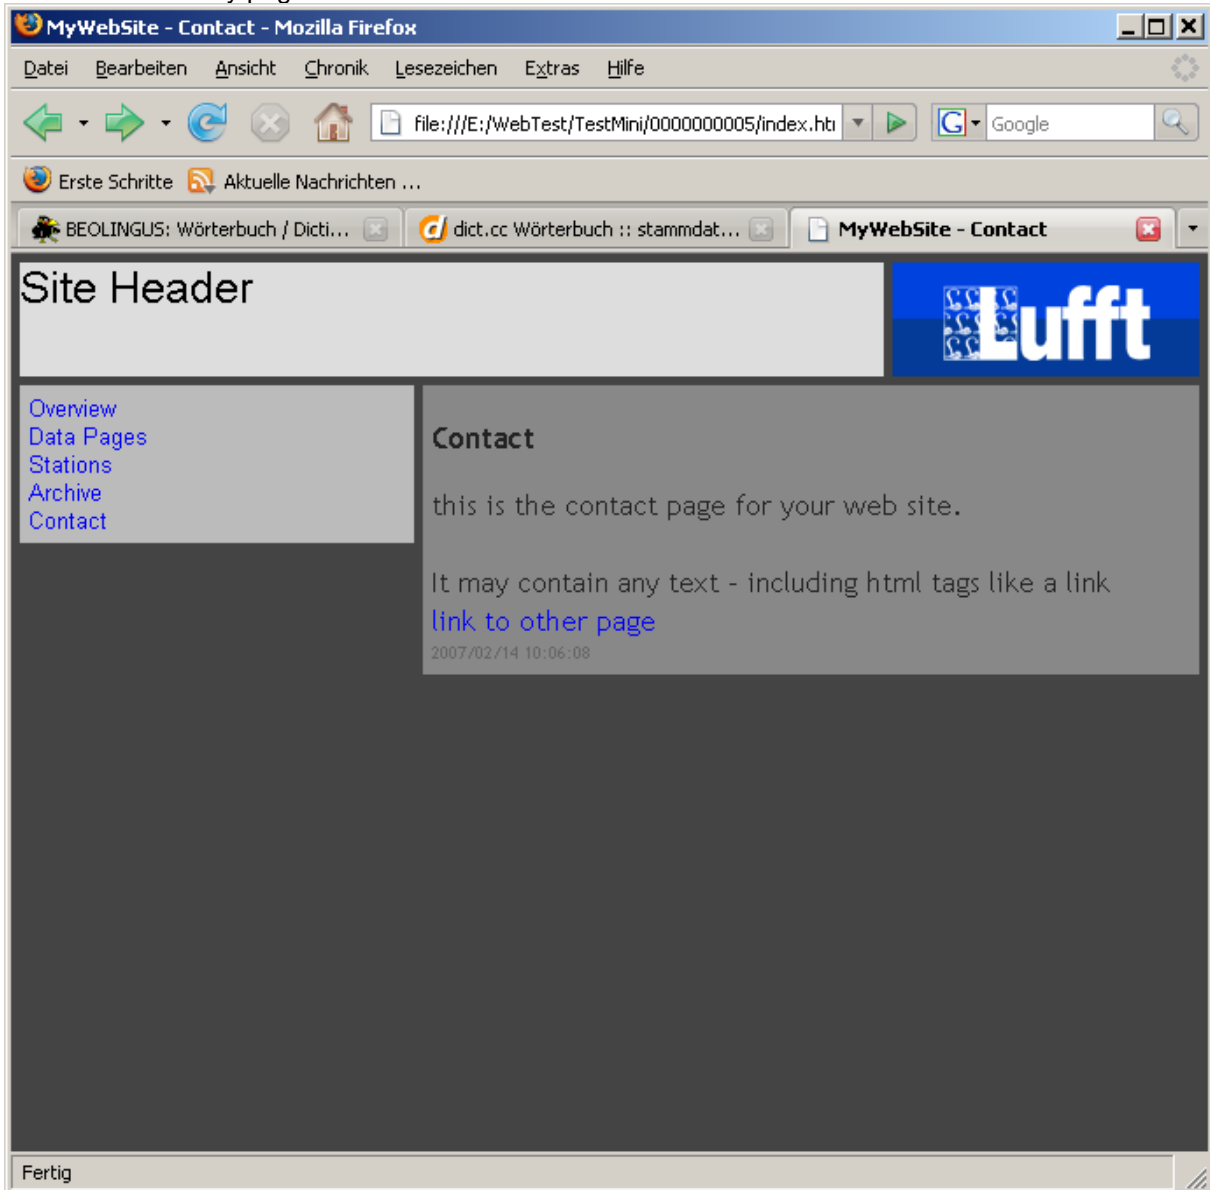 MyWebSite - Contact - Mozilla Firefox
Datei Bearbeiten Ansicht Chronik Lesezeichen Extras Hilfe
file:///E:/WebTest/TestMini/0000000005/index.ht
G Google
Erste Schritte Aktuelle Nachrichten ...
BEOLINGUS: Wörterbuch / Dicti... dict.cc Wörterbuch :: stammdat... MyWebSite - Contact
Site Header
Lufft
Overview
Data Pages
Stations
Archive
Contact
Contact
this is the contact page for your web site.
It may contain any text - including html tags like a link
link to other page
2007/02/14 10:06:08
Fertig